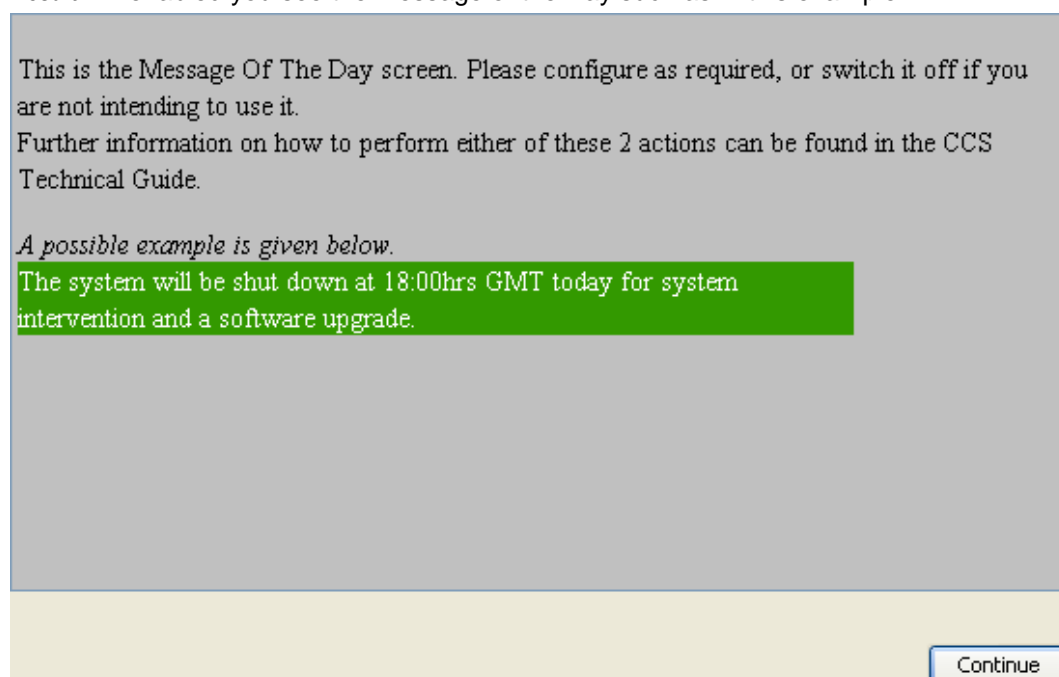 This is the Message Of The Day screen. Please configure as required, or switch it off if you
are not intending to use it.
Further information on how to perform either of these 2 actions can be found in the CCS
Technical Guide.
A possible example is given below.
The system will be shut down at 18:00hrs GMT today for system
intervention and a software upgrade.
Continue